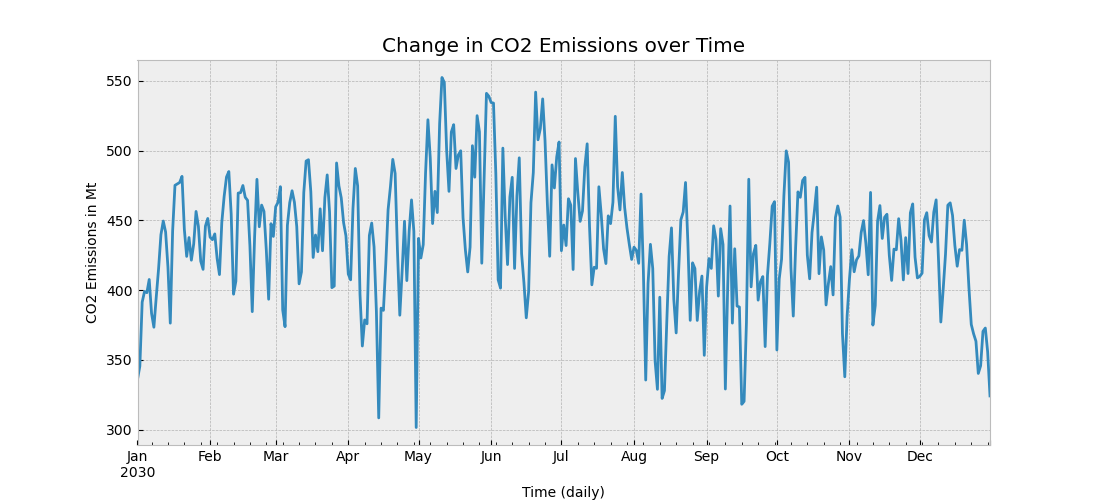 Change in CO2 Emissions over Time
CO2 Emissions in Mt
550
500
450
400
350
300
Jan Feb Mar Apr May Jun Jul Aug Sep Oct Nov Dec
2030
Time (daily)